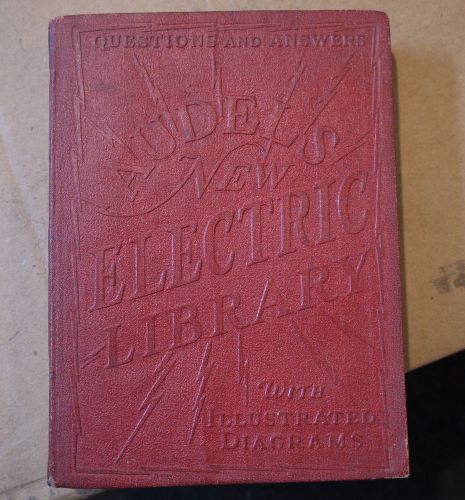 QUESTIONS AND ANSWERS
AUDELS
NEW
ELECTRIC
LIBRARY
WITH
ILLUSTRATED
DIAGRAMS